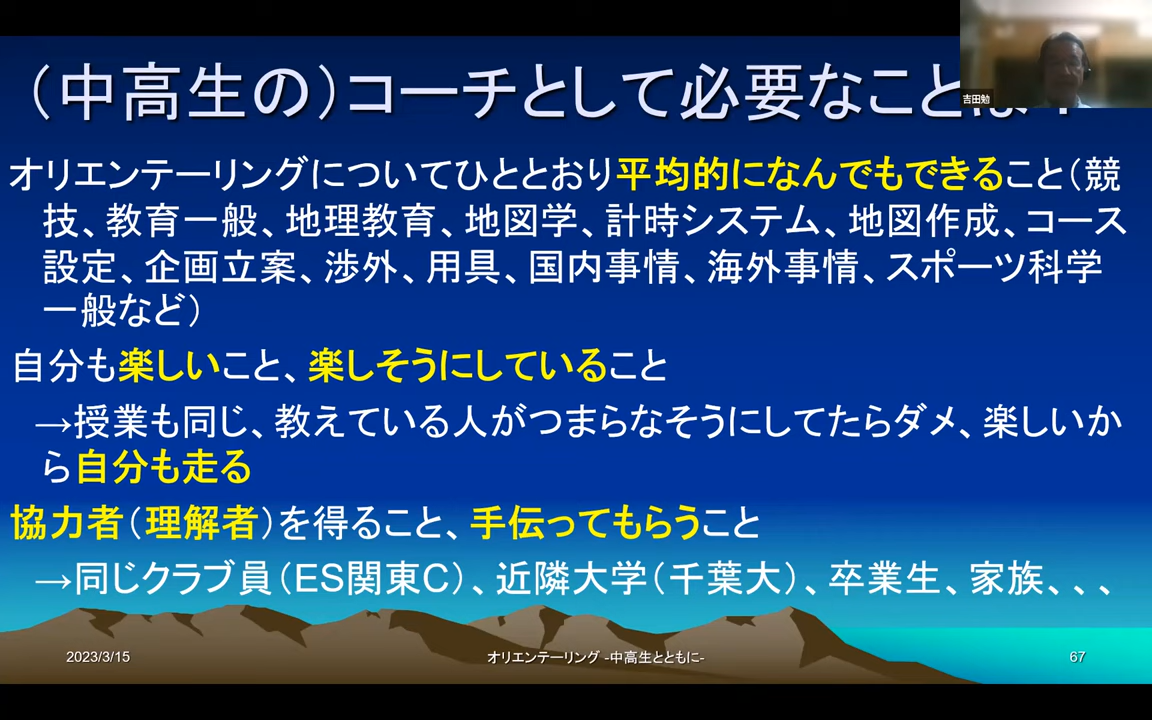 （中高生の）コーチとして必要なことは
吉田勉
オリエンテーリングについてひととおり平均的になんでもできること（競
技、教育一般、地理教育、地図学、計時システム、地図作成、コース
設定、企画立案、渉外、用具、国内事情、海外事情、スポーツ科学
一般など）
自分も楽しいこと、楽しそうにしていること
→授業も同じ、教えている人がつまらなそうにしてたらダメ、楽しいか
ら自分も走る
協力者（理解者）を得ること、手伝ってもらうこと
→同じクラブ員（ES関東C）、近隣大学（千葉大）、卒業生、家族、、、
2023/3/15
オリエンテーリング -中高生とともに-
67